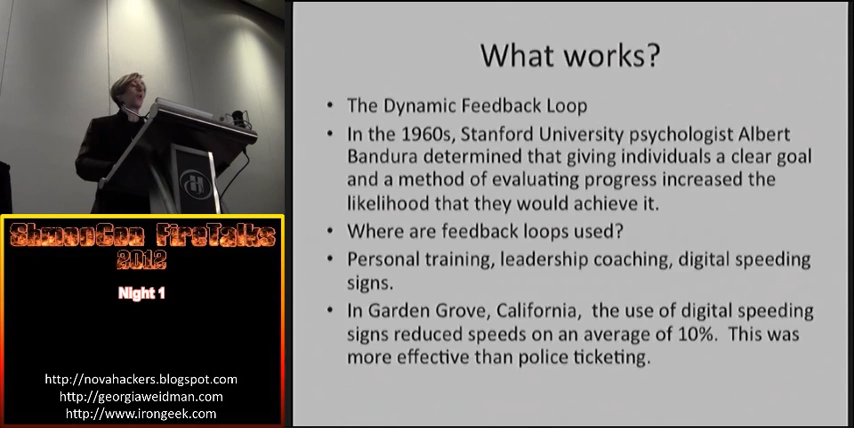 What works?
• The Dynamic Feedback Loop
• In the 1960s, Stanford University psychologist Albert
Bandura determined that giving individuals a clear goal
and a method of evaluating progress increased the
likelihood that they would achieve it.
• Where are feedback loops used?
• Personal training, leadership coaching, digital speeding
signs.
• In Garden Grove, California,  the use of digital speeding
signs reduced speeds on an average of 10%.  This was
more effective than police ticketing.
ShmooCon FireTalks
2012
Night 1
http://novahackers.blogspot.com
http://georgiaweidman.com
http://www.irongeek.com